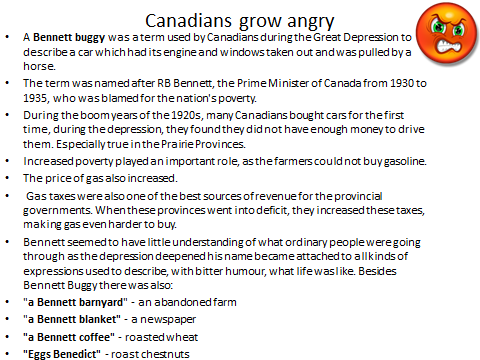 Canadians grow angry
• A Bennett buggy was a term used by Canadians during the Great Depression to
describe a car which had its engine and windows taken out and was pulled by a
horse.
• The term was named after RB Bennett, the Prime Minister of Canada from 1930 to
1935, who was blamed for the nation's poverty.
• During the boom years of the 1920s, many Canadians bought cars for the first
time, during the depression, they found they did not have enough money to drive
them. Especially true in the Prairie Provinces.
• Increased poverty played an important role, as the farmers could not buy gasoline.
• The price of gas also increased.
• Gas taxes were also one of the best sources of revenue for the provincial
governments. When these provinces went into deficit, they increased these taxes,
making gas even harder to buy.
• Bennett seemed to have little understanding of what ordinary people were going
through as the depression deepened his name became attached to all kinds of
expressions used to describe, with bitter humour, what life was like. Besides
Bennett Buggy there was also:
• "a Bennett barnyard" - an abandoned farm
• "a Bennett blanket" - a newspaper
• "a Bennett coffee" - roasted wheat
• "Eggs Benedict" - roast chestnuts